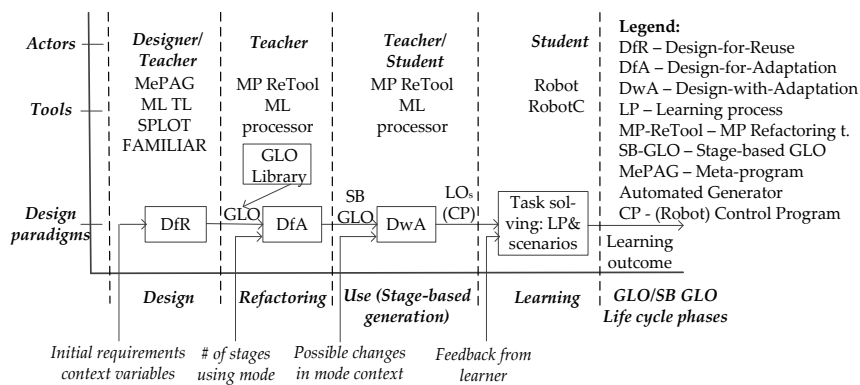 Actors
Designer/
Teacher
Teacher
Teacher/
Student
Student
Tools
MePAG
ML TL
SPLOT
FAMILIAR
MP ReTool
ML
processor
MP ReTool
ML
processor
Robot
RobotC
GLO
Library
Design
paradigms
DfR
GLO
DfA
SB
GLO
DwA
LOs
(CP)
Task sol-
ving: LP&
scenarios
Learning
outcome
Design
Refactoring
Use (Stage-based
generation)
Learning
GLO/SB GLO
Life cycle phases
Initial requirements
context variables
# of stages
using mode
Possible changes
in mode context
Feedback from
learner
Legend:
DfR – Design-for-Reuse
DfA – Design-for-Adaptation
DwA – Design-with-Adaptation
LP – Learning process
MP-ReTool – MP Refactoring t.
SB-GLO – Stage-based GLO
MePAG – Meta-program
Automated Generator
CP - (Robot) Control Program